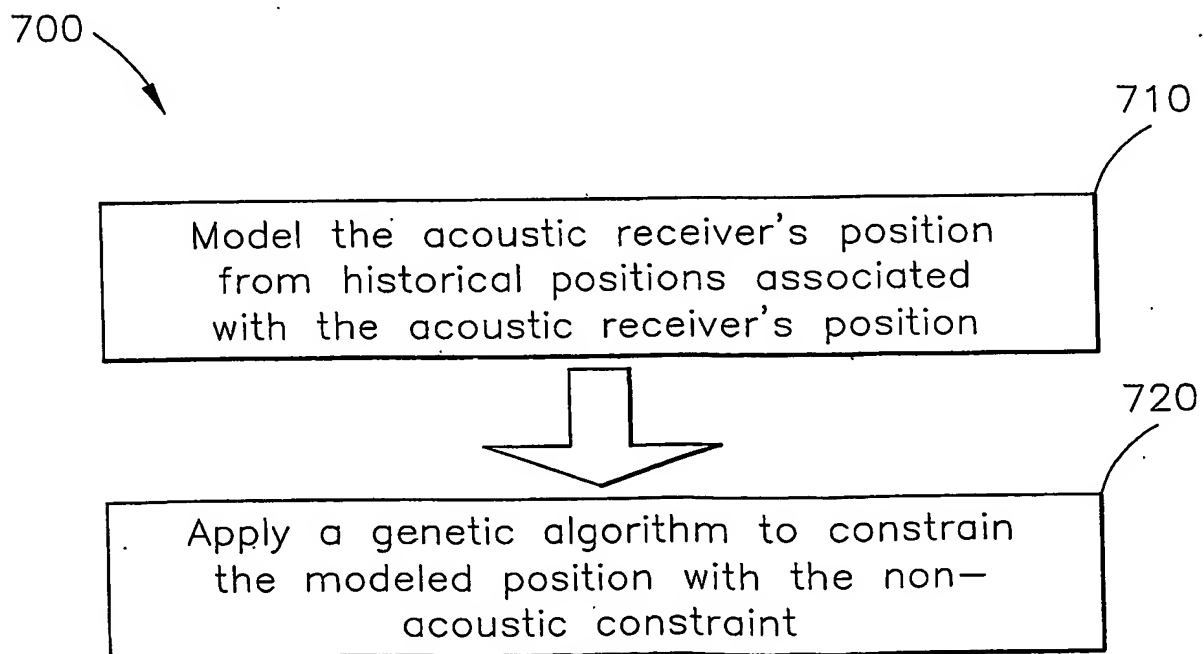 700
710
Model the acoustic receiver's position
from historical positions associated
with the acoustic receiver's position
720
Apply a genetic algorithm to constrain
the modeled position with the non-
acoustic constraint